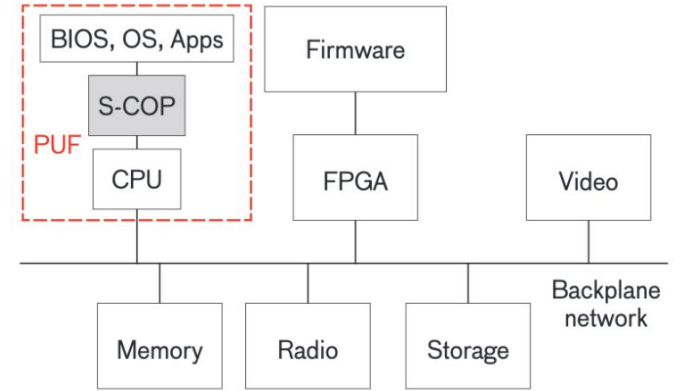 BIOS, OS, Apps
Firmware
S-COP
PUF
CPU
FPGA
Video
Backplane
network
Memory
Radio
Storage